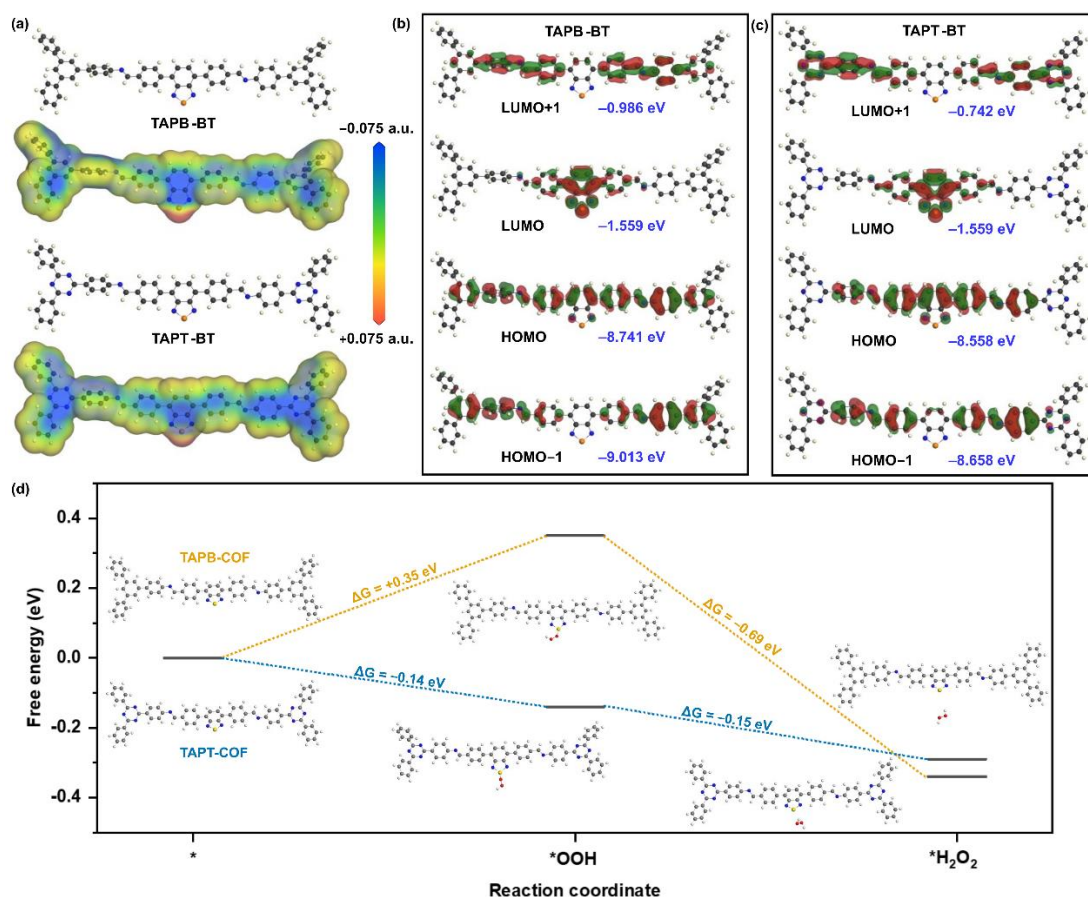 (a)
TAPB-BT
−0.075 a.u.
TAPT-BT
+0.075 a.u.
(b)
TAPB-BT
LUMO+1 −0.986 eV
LUMO −1.559 eV
HOMO −8.741 eV
HOMO−1 −9.013 eV
(c)
TAPT-BT
LUMO+1 −0.742 eV
LUMO −1.559 eV
HOMO −8.558 eV
HOMO−1 −8.658 eV
(d)
Free energy (eV)
0.4
0.2
0.0
-0.2
-0.4
TAPB-COF
TAPT-COF
ΔG = +0.35 eV
ΔG = −0.69 eV
ΔG = −0.14 eV
ΔG = −0.15 eV
*
*OOH
*H₂O₂
Reaction coordinate